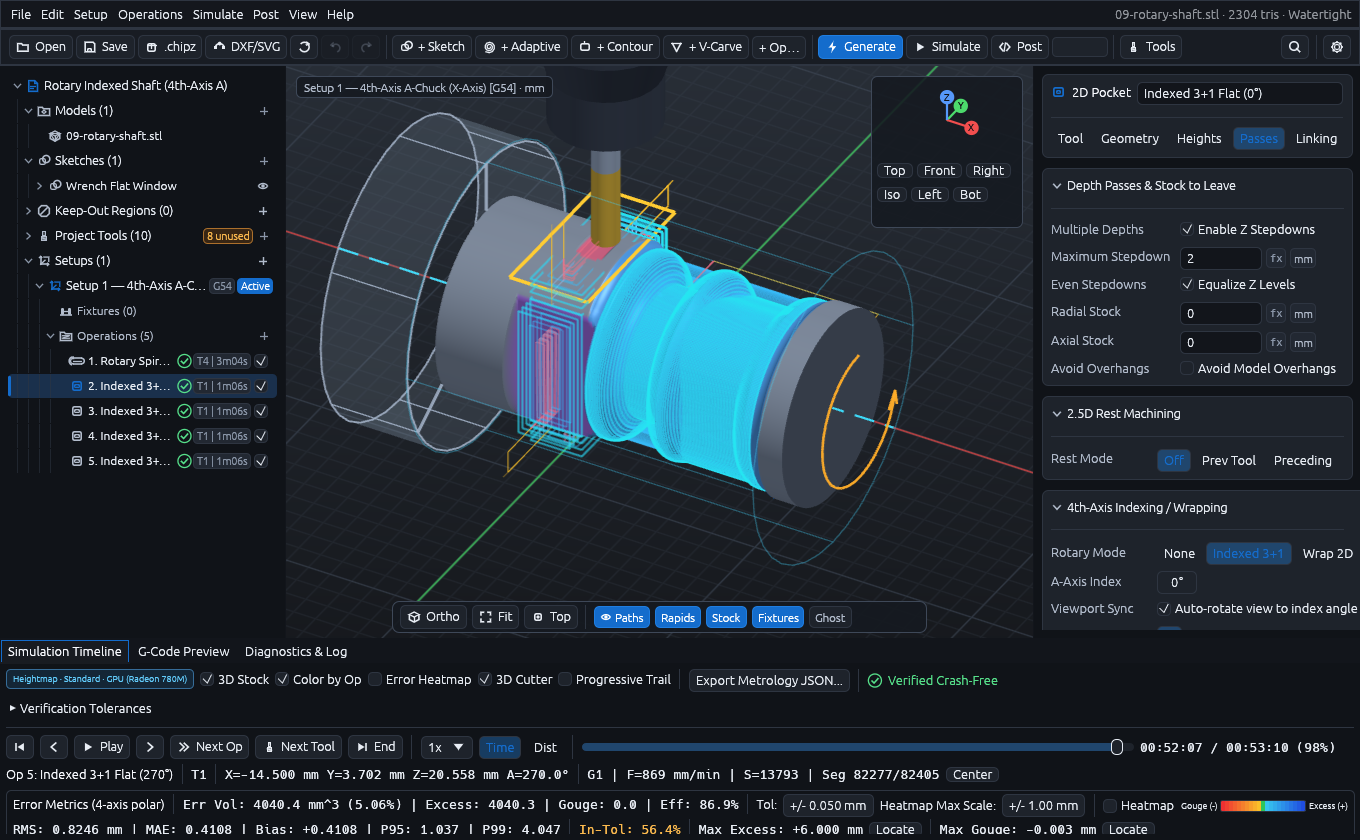 File Edit Setup Operations Simulate Post View Help
09-rotary-shaft.stl · 2304 tris · Watertight
Open Save .chipz DXF/SVG + Sketch + Adaptive + Contour + V-Carve + Op... Generate Simulate Post Tools
Rotary Indexed Shaft (4th-Axis A)
Models (1)
09-rotary-shaft.stl
Sketches (1)
Wrench Flat Window
Keep-Out Regions (0)
Project Tools (10) 8 unused
Setups (1)
Setup 1 — 4th-Axis A-C... G54 Active
Fixtures (0)
Operations (5)
1. Rotary Spir... T4 | 3m04s
2. Indexed 3+... T1 | 1m06s
3. Indexed 3+... T1 | 1m06s
4. Indexed 3+... T1 | 1m06s
5. Indexed 3+... T1 | 1m06s
Setup 1 — 4th-Axis A-Chuck (X-Axis) [G54] · mm
Z
Y
X
Top Front Right
Iso Left Bot
Ortho Fit Top Paths Rapids Stock Fixtures Ghost
2D Pocket Indexed 3+1 Flat (0°)
Tool Geometry Heights Passes Linking
Depth Passes & Stock to Leave
Multiple Depths Enable Z Stepdowns
Maximum Stepdown 2 fx mm
Even Stepdowns Equalize Z Levels
Radial Stock 0 fx mm
Axial Stock 0 fx mm
Avoid Overhangs Avoid Model Overhangs
2.5D Rest Machining
Rest Mode Off Prev Tool Preceding
4th-Axis Indexing / Wrapping
Rotary Mode None Indexed 3+1 Wrap 2D
A-Axis Index 0°
Viewport Sync Auto-rotate view to index angle
Simulation Timeline G-Code Preview Diagnostics & Log
Heightmap · Standard · GPU (Radeon 780M) 3D Stock Color by Op Error Heatmap 3D Cutter Progressive Trail Export Metrology JSON... Verified Crash-Free
Verification Tolerances
Play Next Op Next Tool End 1x Time Dist 00:52:07 / 00:53:10 (98%)
Op 5: Indexed 3+1 Flat (270°) T1 X=-14.500 mm Y=3.702 mm Z=20.558 mm A=270.0° G1 | F=869 mm/min | S=13793 | Seg 82277/82405 Center
Error Metrics (4-axis polar) Err Vol: 4040.4 mm^3 (5.06%) | Excess: 4040.3 | Gouge: 0.0 | Eff: 86.9% Tol: +/- 0.050 mm Heatmap Max Scale: +/- 1.00 mm Heatmap Gouge (-) Excess (+)
RMS: 0.8246 mm | MAE: 0.4108 | Bias: +0.4108 | P95: 1.037 | P99: 4.047 In-Tol: 56.4% Max Excess: +6.000 mm Locate Max Gouge: -0.003 mm Locate